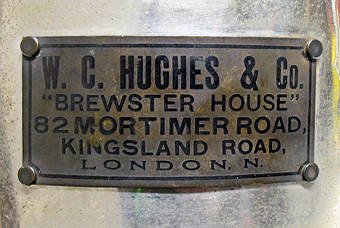 W. C. HUGHES & Co.
"BREWSTER HOUSE"
82 MORTIMER ROAD,
KINGSLAND ROAD,
LONDON. N.